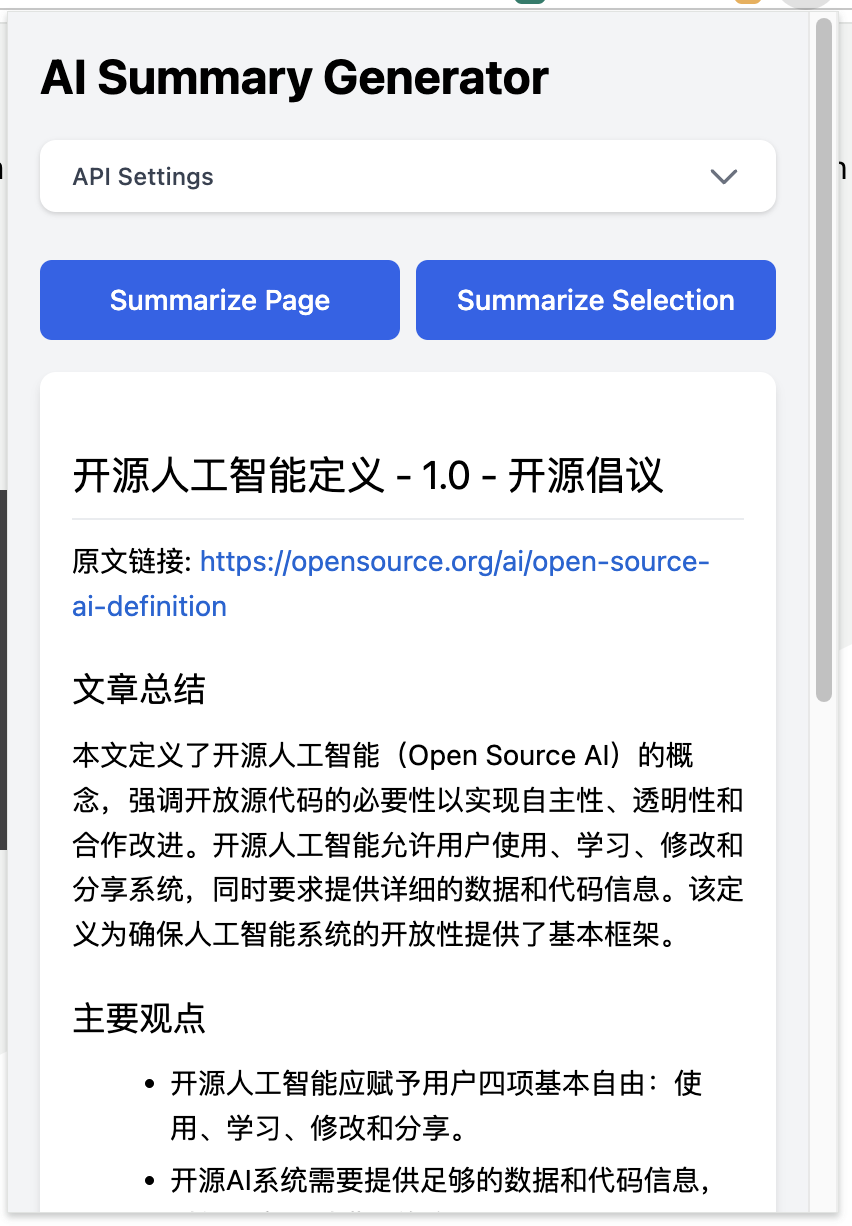 AI Summary Generator
API Settings
Summarize Page
Summarize Selection
开源人工智能定义 - 1.0 - 开源倡议
原文链接: https://opensource.org/ai/open-source-
ai-definition
文章总结
本文定义了开源人工智能（Open Source AI）的概
念，强调开放源代码的必要性以实现自主性、透明性和
合作改进。开源人工智能允许用户使用、学习、修改和
分享系统，同时要求提供详细的数据和代码信息。该定
义为确保人工智能系统的开放性提供了基本框架。
主要观点
• 开源人工智能应赋予用户四项基本自由：使
用、学习、修改和分享。
• 开源AI系统需要提供足够的数据和代码信息，